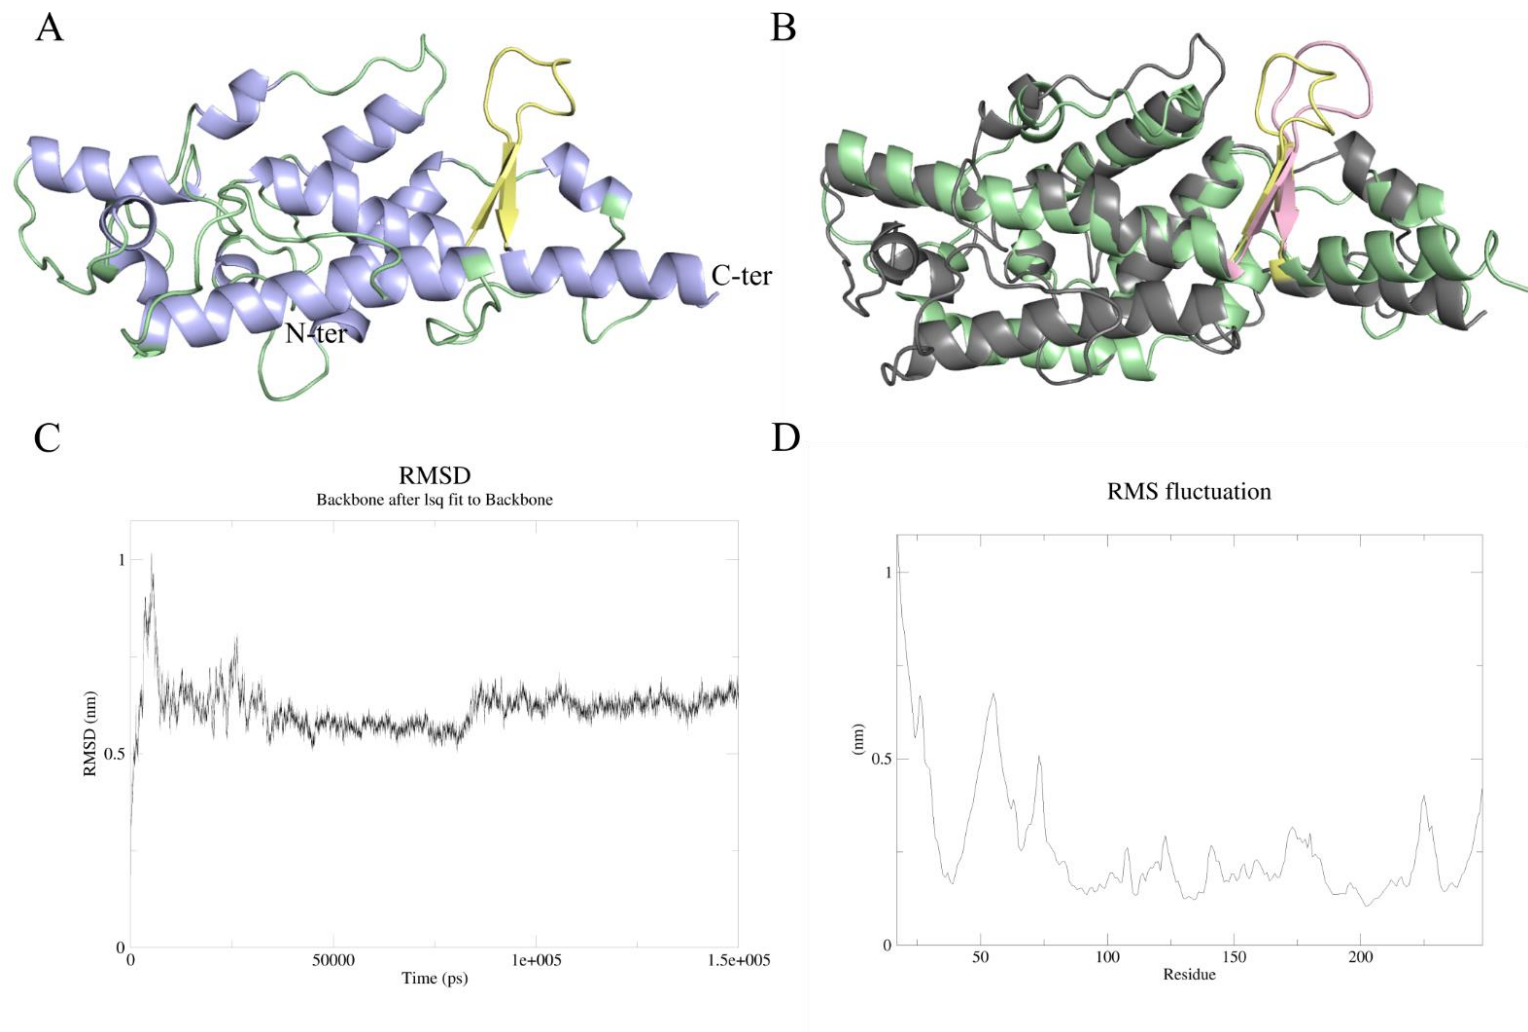 A
B
C-ter
N-ter
C
D
RMSD
Backbone after lsq fit to Backbone
RMSD (nm)
1
0.5
0
0
50000
1e+005
1.5e+005
Time (ps)
RMS fluctuation
(nm)
1
0.5
0
50
100
150
200
Residue